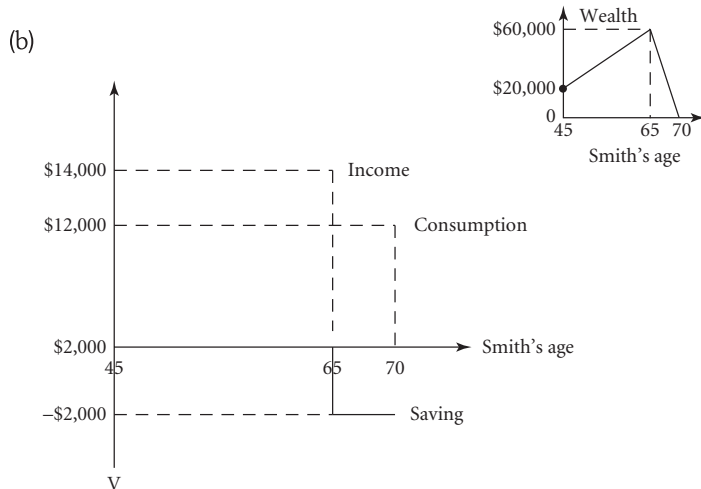 (b)
Wealth
$60,000
$20,000
0
45
65
70
Smith's age
$14,000
Income
$12,000
Consumption
$2,000
Smith's age
45
65
70
–$2,000
Saving
V